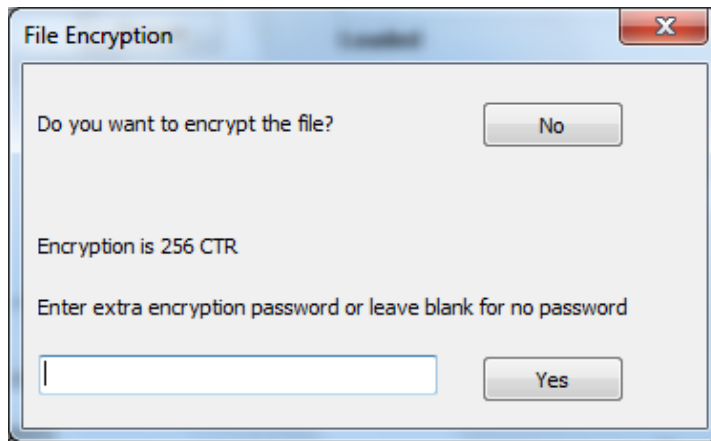 File Encryption
Do you want to encrypt the file?
No
Encryption is 256 CTR
Enter extra encryption password or leave blank for no password
Yes